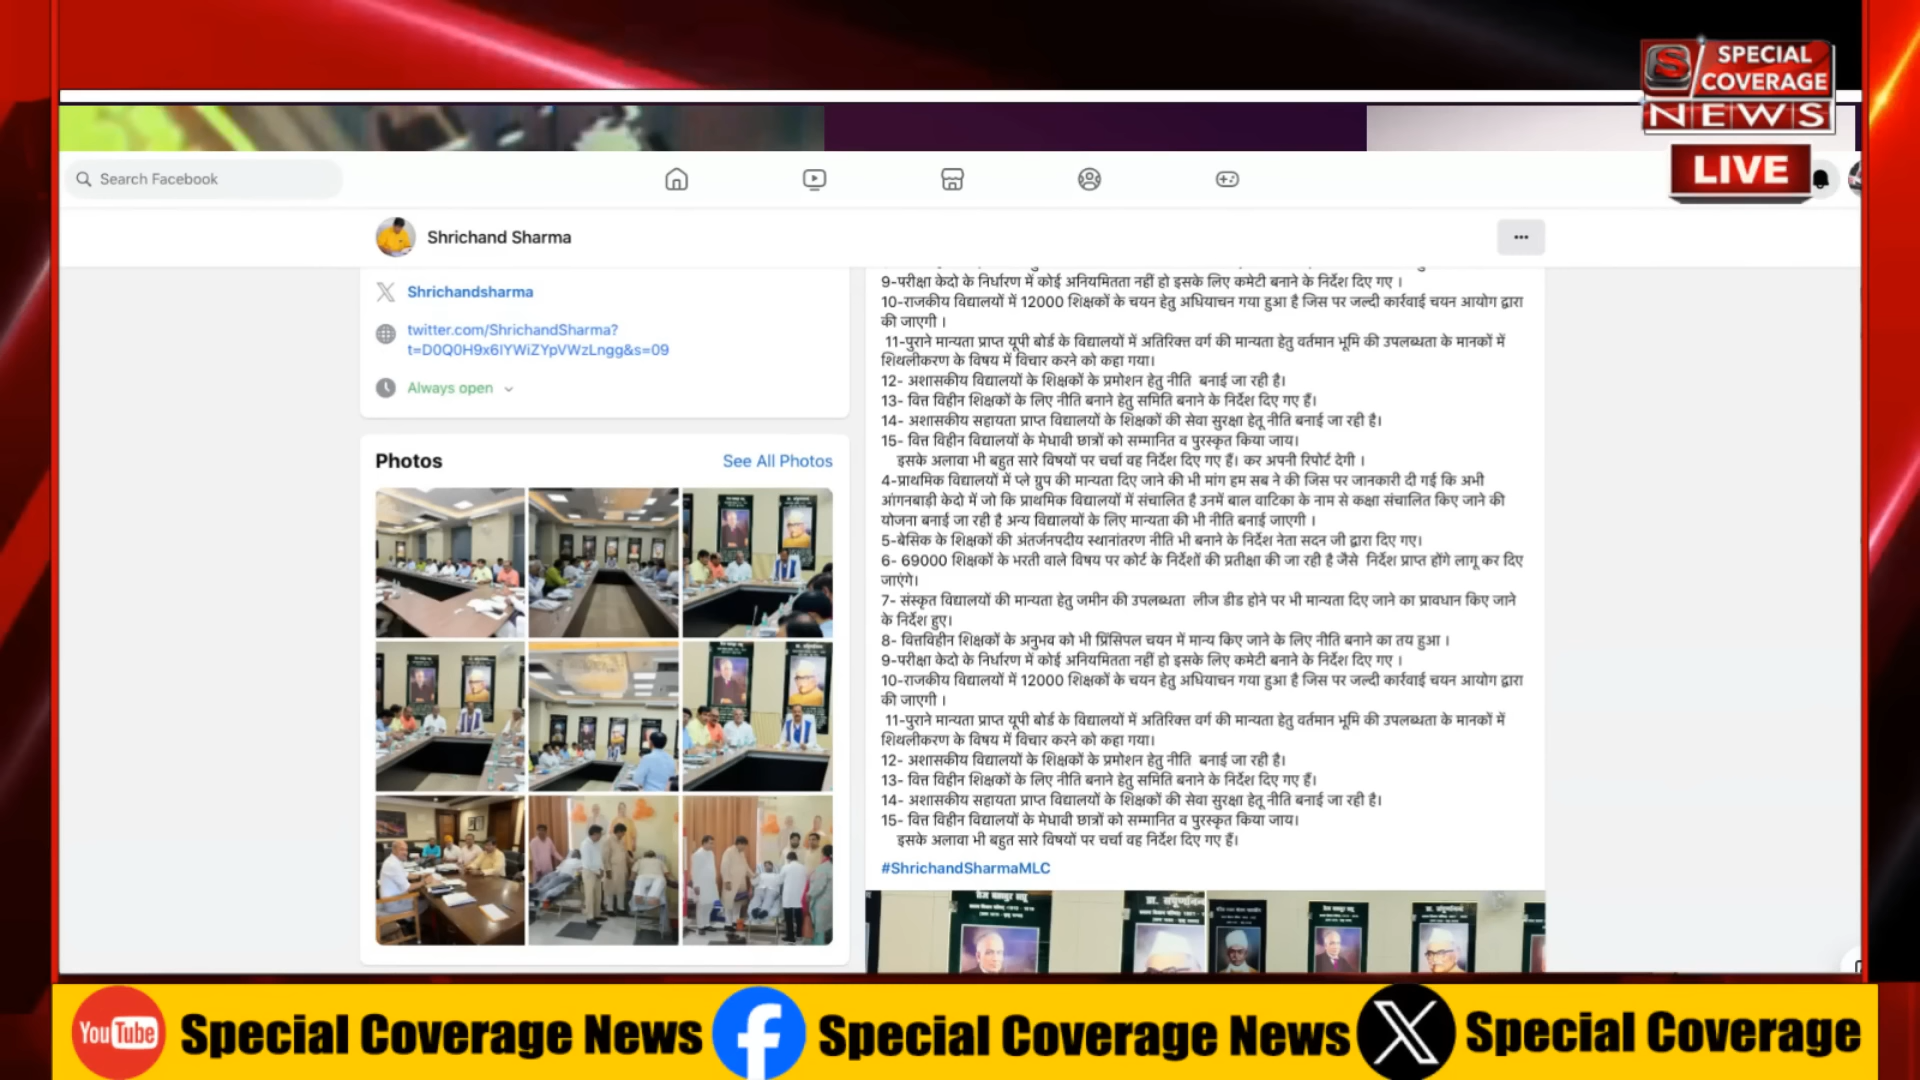 SPECIAL
COVERAGE
NEWS
LIVE
Search Facebook
Shrichand Sharma
Shrichandsharma
twitter.com/ShrichandSharma?
t=D0Q0H9x6IYWiZYpVWzLngg&s=09
Always open
Photos
See All Photos
9-परीक्षा केदो के निर्धारण में कोई अनियमितता नहीं हो इसके लिए कमेटी बनाने के निर्देश दिए गए ।
10-राजकीय विद्यालयों में 12000 शिक्षकों के चयन हेतु अधियाचन गया हुआ है जिस पर जल्दी कार्रवाई चयन आयोग द्वारा
की जाएगी ।
11-पुराने मान्यता प्राप्त यूपी बोर्ड के विद्यालयों में अतिरिक्त वर्ग की मान्यता हेतु वर्तमान भूमि की उपलब्धता के मानकों में
शिथलीकरण के विषय में विचार करने को कहा गया।
12- अशासकीय विद्यालयों के शिक्षकों के प्रमोशन हेतु नीति बनाई जा रही है।
13- वित्त विहीन शिक्षकों के लिए नीति बनाने हेतु समिति बनाने के निर्देश दिए गए हैं।
14- अशासकीय सहायता प्राप्त विद्यालयों के शिक्षकों की सेवा सुरक्षा हेतू नीति बनाई जा रही है।
15- वित्त विहीन विद्यालयों के मेधावी छात्रों को सम्मानित व पुरस्कृत किया जाय।
इसके अलावा भी बहुत सारे विषयों पर चर्चा वह निर्देश दिए गए हैं। कर अपनी रिपोर्ट देगी ।
4-प्राथमिक विद्यालयों में प्ले ग्रुप की मान्यता दिए जाने की भी मांग हम सब ने की जिस पर जानकारी दी गई कि अभी
आंगनबाड़ी केदो में जो कि प्राथमिक विद्यालयों में संचालित है उनमें बाल वाटिका के नाम से कक्षा संचालित किए जाने की
योजना बनाई जा रही है अन्य विद्यालयों के लिए मान्यता की भी नीति बनाई जाएगी ।
5-बेसिक के शिक्षकों की अंतर्जनपदीय स्थानांतरण नीति भी बनाने के निर्देश नेता सदन जी द्वारा दिए गए।
6- 69000 शिक्षकों के भरती वाले विषय पर कोर्ट के निर्देशों की प्रतीक्षा की जा रही है जैसे निर्देश प्राप्त होंगे लागू कर दिए
जाएंगे।
7- संस्कृत विद्यालयों की मान्यता हेतु जमीन की उपलब्धता लीज डीड होने पर भी मान्यता दिए जाने का प्रावधान किए जाने
के निर्देश हुए।
8- वित्तविहीन शिक्षकों के अनुभव को भी प्रिंसिपल चयन में मान्य किए जाने के लिए नीति बनाने का तय हुआ ।
9-परीक्षा केदो के निर्धारण में कोई अनियमितता नहीं हो इसके लिए कमेटी बनाने के निर्देश दिए गए ।
10-राजकीय विद्यालयों में 12000 शिक्षकों के चयन हेतु अधियाचन गया हुआ है जिस पर जल्दी कार्रवाई चयन आयोग द्वारा
की जाएगी ।
11-पुराने मान्यता प्राप्त यूपी बोर्ड के विद्यालयों में अतिरिक्त वर्ग की मान्यता हेतु वर्तमान भूमि की उपलब्धता के मानकों में
शिथलीकरण के विषय में विचार करने को कहा गया।
12- अशासकीय विद्यालयों के शिक्षकों के प्रमोशन हेतु नीति बनाई जा रही है।
13- वित्त विहीन शिक्षकों के लिए नीति बनाने हेतु समिति बनाने के निर्देश दिए गए हैं।
14- अशासकीय सहायता प्राप्त विद्यालयों के शिक्षकों की सेवा सुरक्षा हेतू नीति बनाई जा रही है।
15- वित्त विहीन विद्यालयों के मेधावी छात्रों को सम्मानित व पुरस्कृत किया जाय।
इसके अलावा भी बहुत सारे विषयों पर चर्चा वह निर्देश दिए गए हैं।
#ShrichandSharmaMLC
YouTube Special Coverage News Special Coverage News Special Coverage